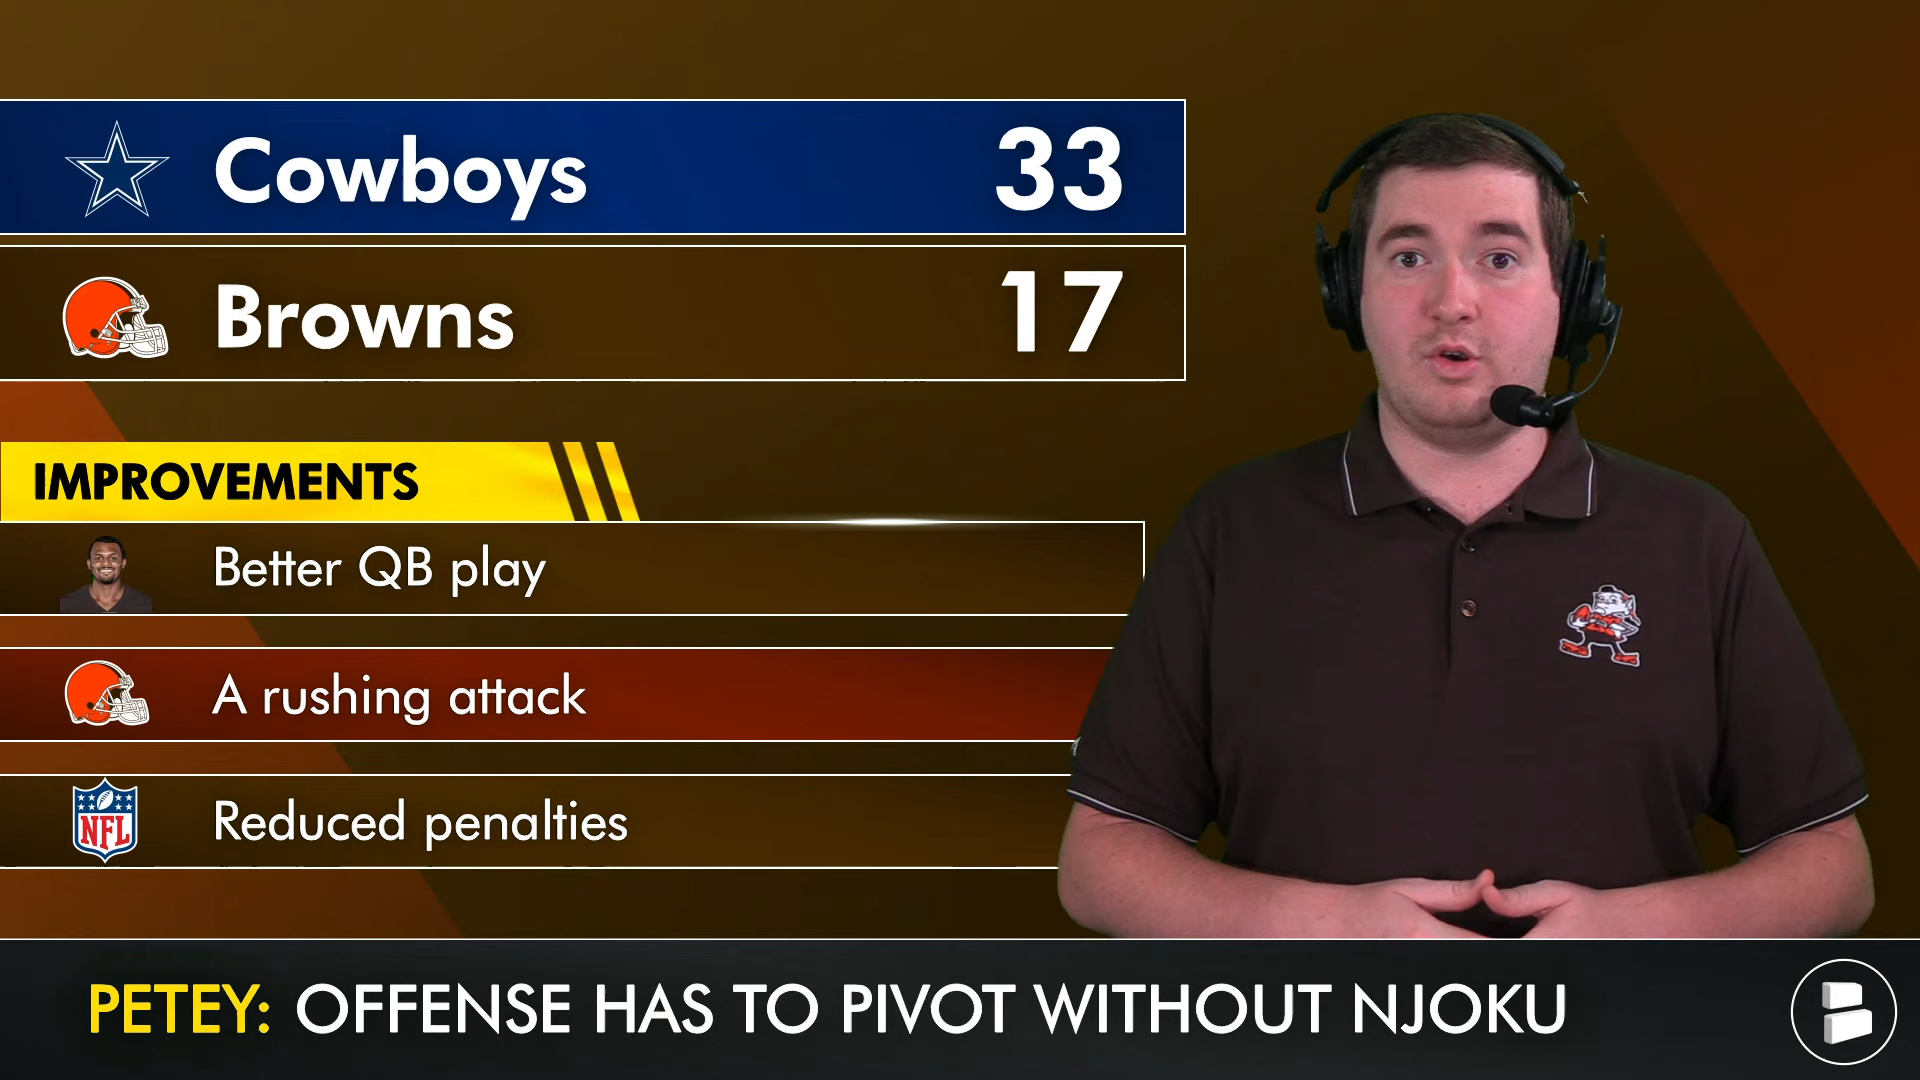 Cowboys 33
Browns 17
IMPROVEMENTS
Better QB play
A rushing attack
NFL
Reduced penalties
PETEY: OFFENSE HAS TO PIVOT WITHOUT NJOKU